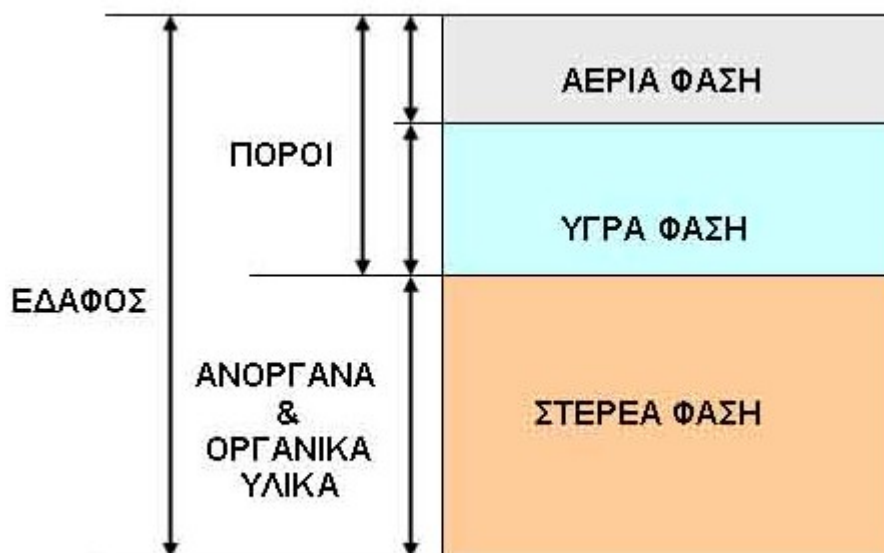 ΑΕΡΙΑ ΦΑΣΗ
ΠΟΡΟΙ
ΥΓΡΑ ΦΑΣΗ
ΕΔΑΦΟΣ
ΑΝΟΡΓΑΝΑ
&
ΟΡΓΑΝΙΚΑ
ΥΛΙΚΑ
ΣΤΕΡΕΑ ΦΑΣΗ